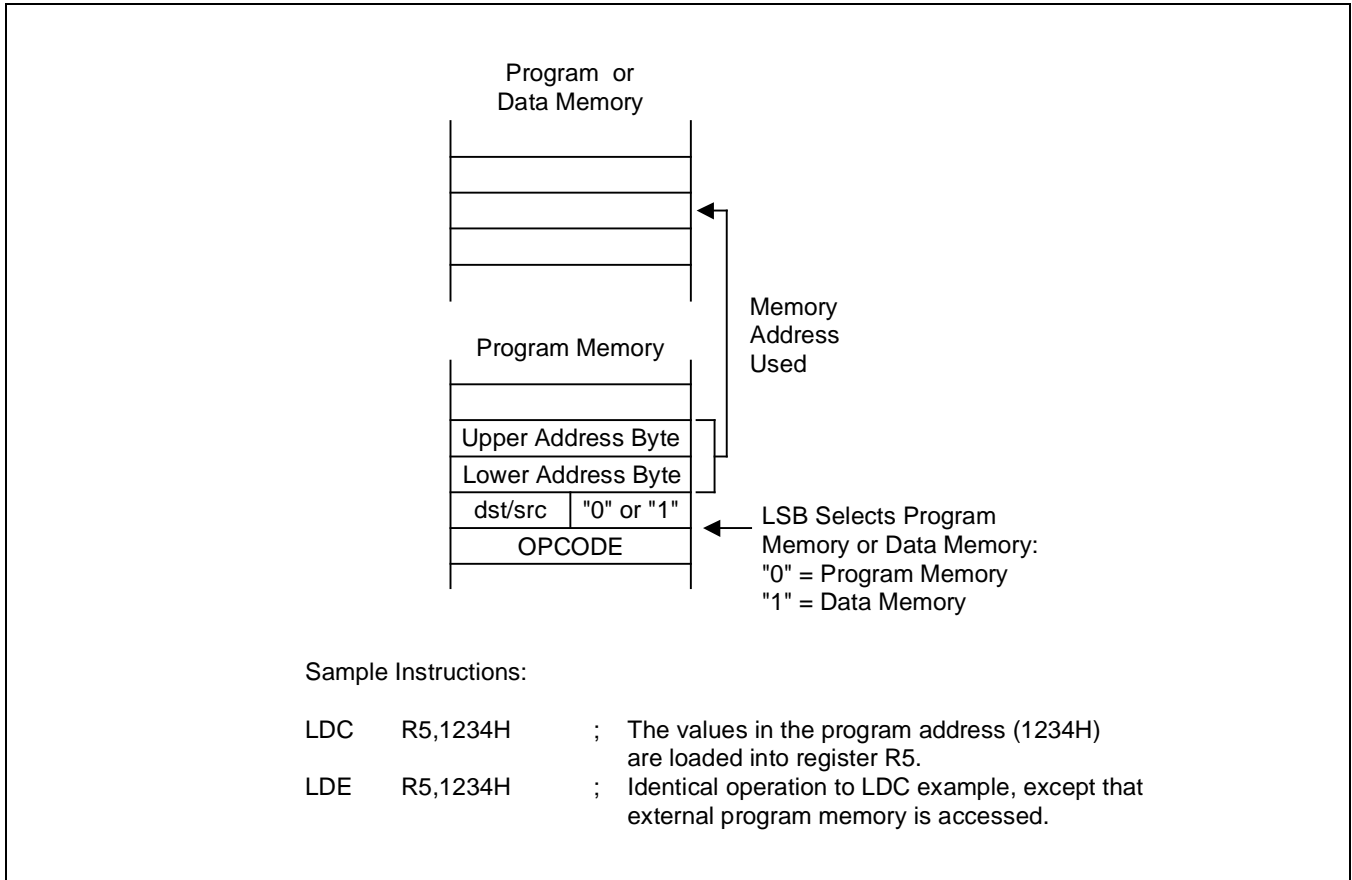 Program or
Data Memory
Memory
Address
Used
Program Memory
Upper Address Byte
Lower Address Byte
dst/src "0" or "1"
OPCODE
LSB Selects Program
Memory or Data Memory:
"0" = Program Memory
"1" = Data Memory
Sample Instructions:
LDC R5,1234H ; The values in the program address (1234H)
are loaded into register R5.
LDE R5,1234H ; Identical operation to LDC example, except that
external program memory is accessed.